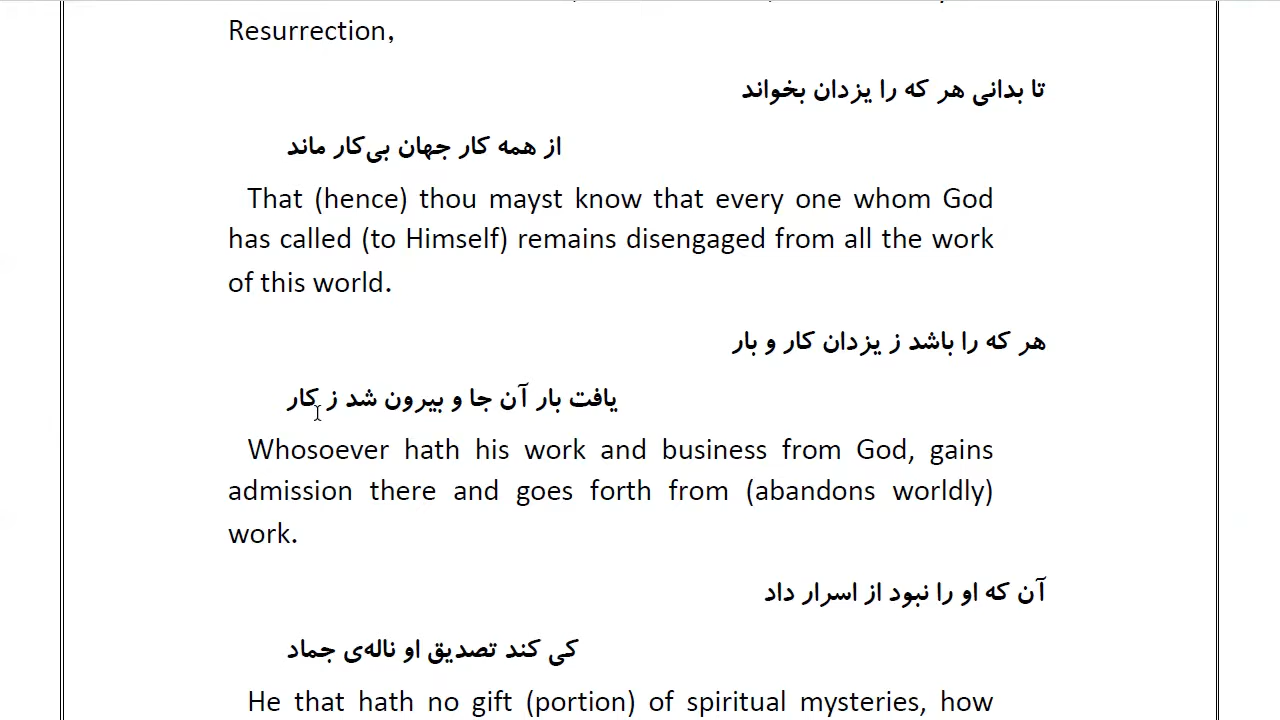 Resurrection,
تا بدانی هر که را یزدان بخواند
از همه کار جهان بی‌کار ماند
That (hence) thou mayst know that every one whom God
has called (to Himself) remains disengaged from all the work
of this world.
هر که را باشد ز یزدان کار و بار
یافت بار آن جا و بیرون شد ز کار
Whosoever hath his work and business from God, gains
admission there and goes forth from (abandons worldly)
work.
آن که او را نبود از اسرار داد
کی کند تصدیق او ناله‌ی جماد
He that hath no gift (portion) of spiritual mysteries, how